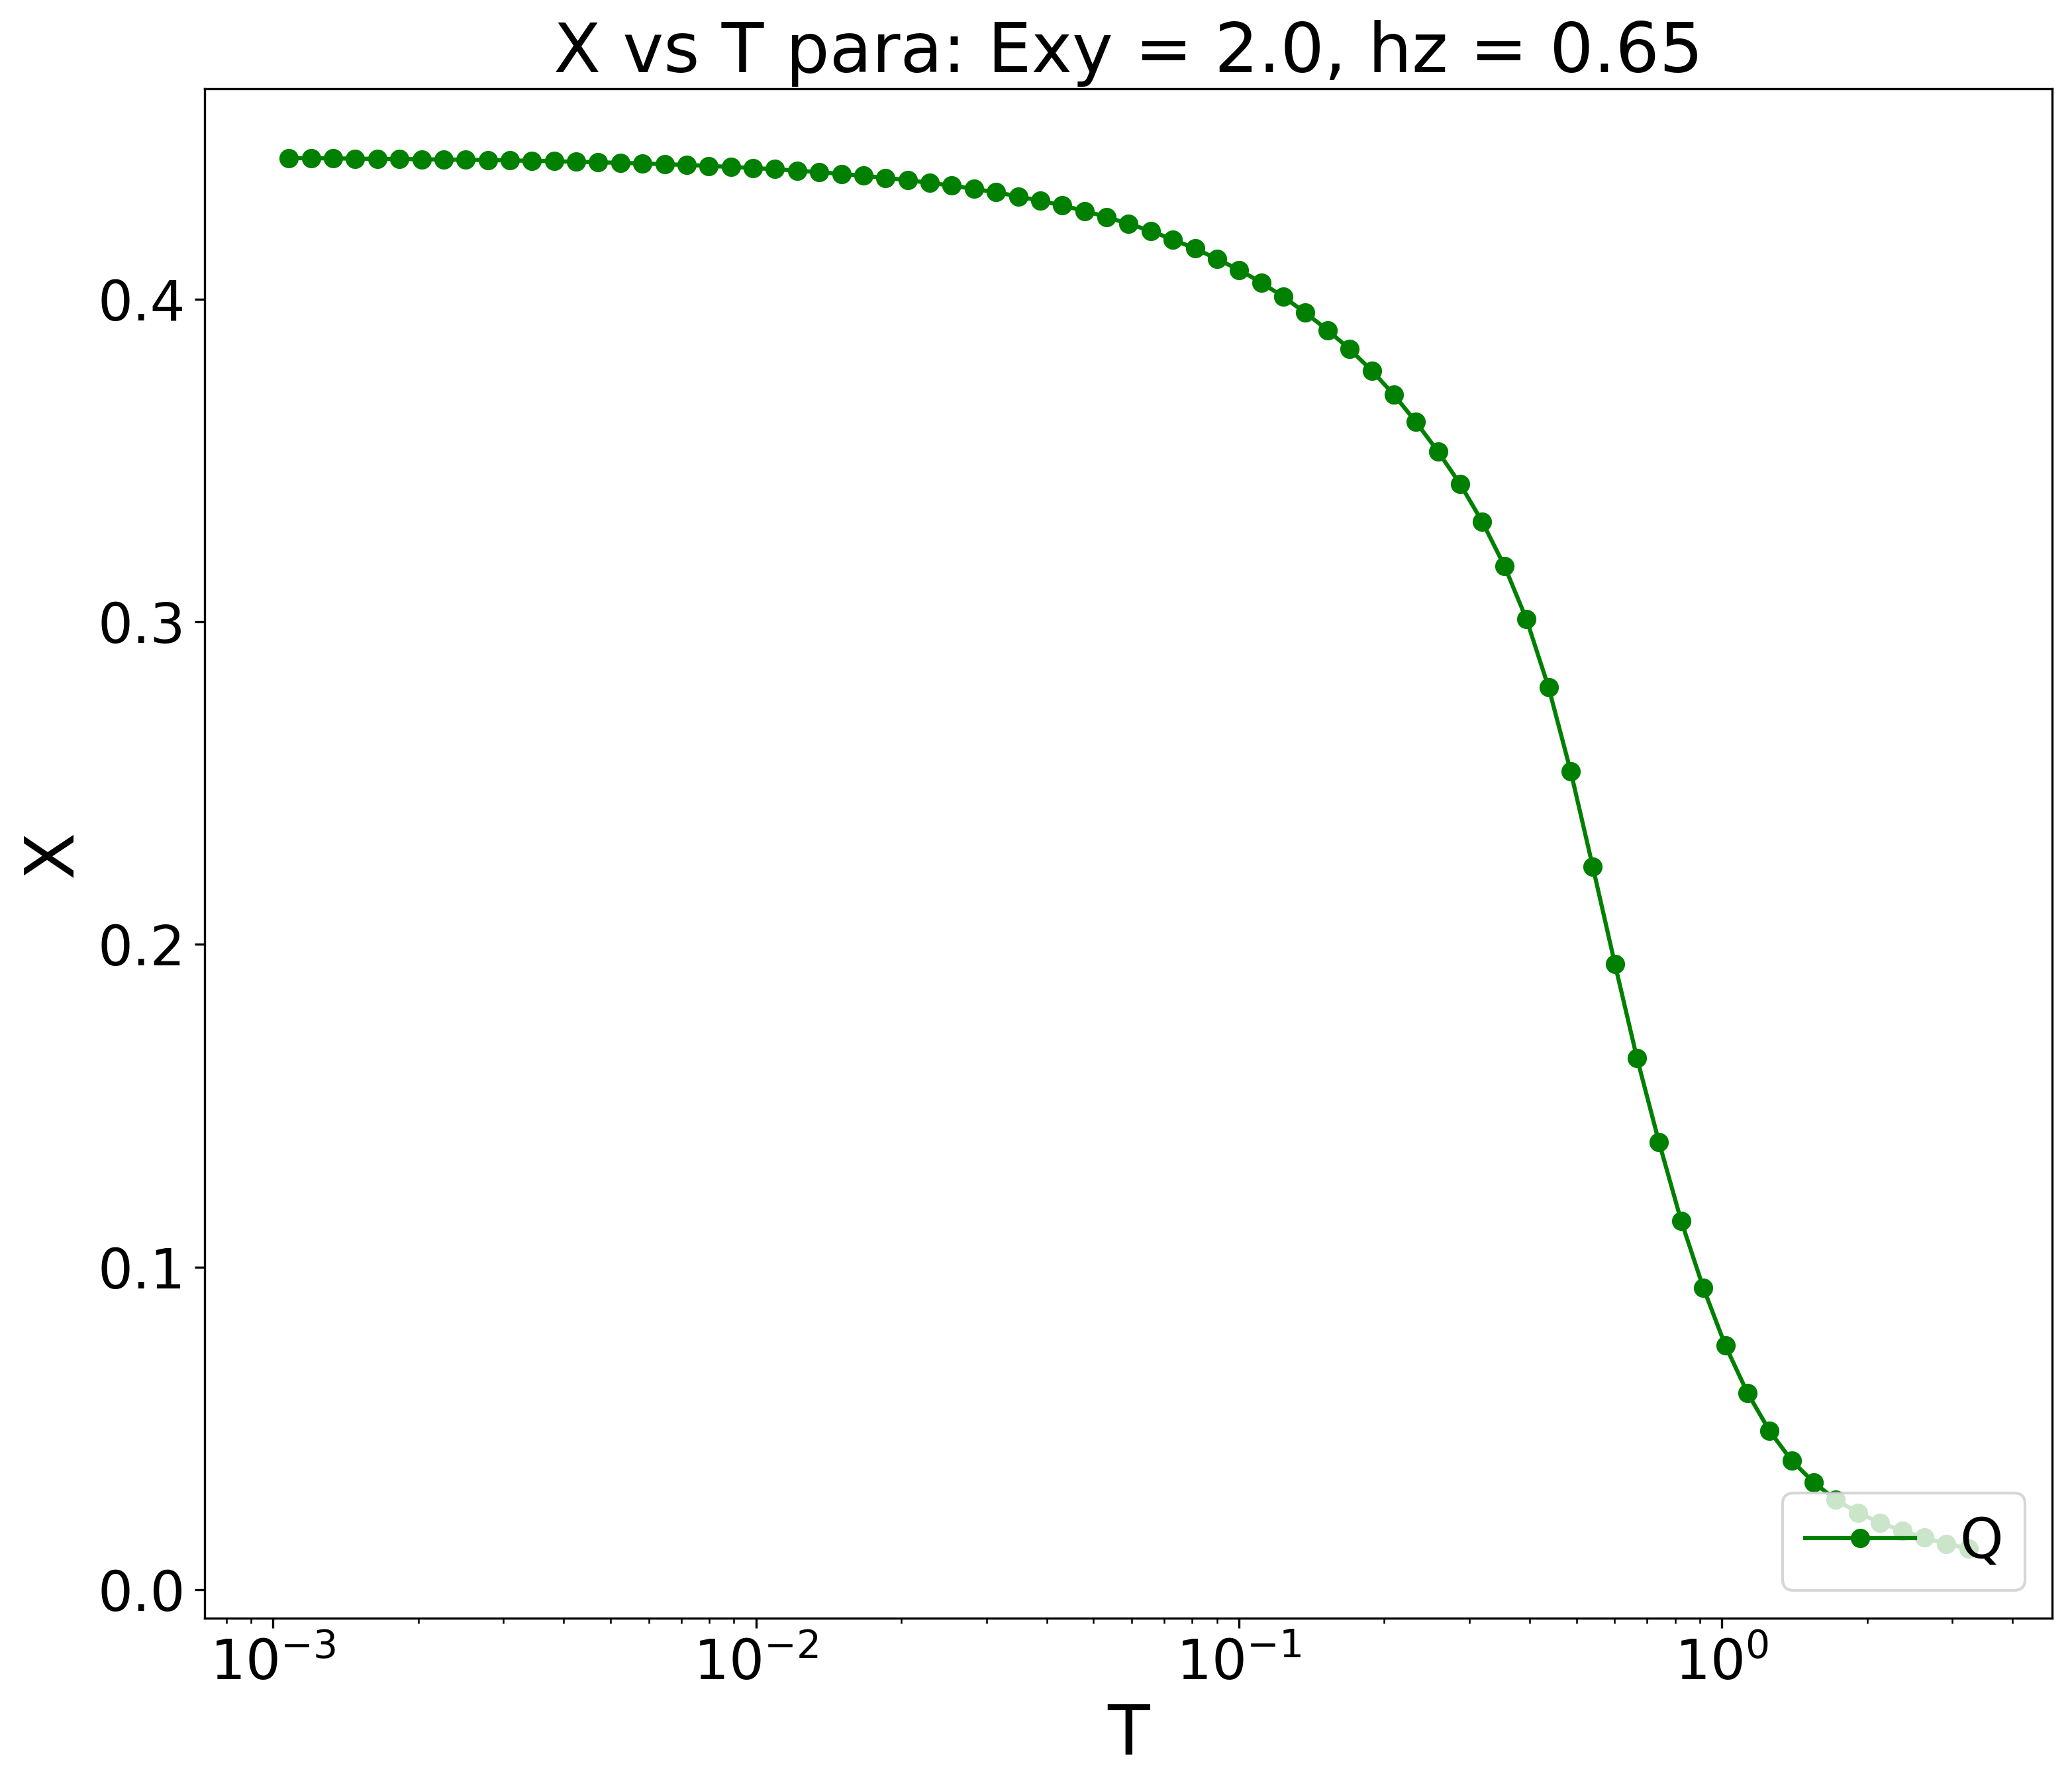 X vs T para: Exy = 2.0, hz = 0.65
X
0.4
0.3
0.2
0.1
0.0
10⁻³ 10⁻² 10⁻¹ 10⁰
T
Q